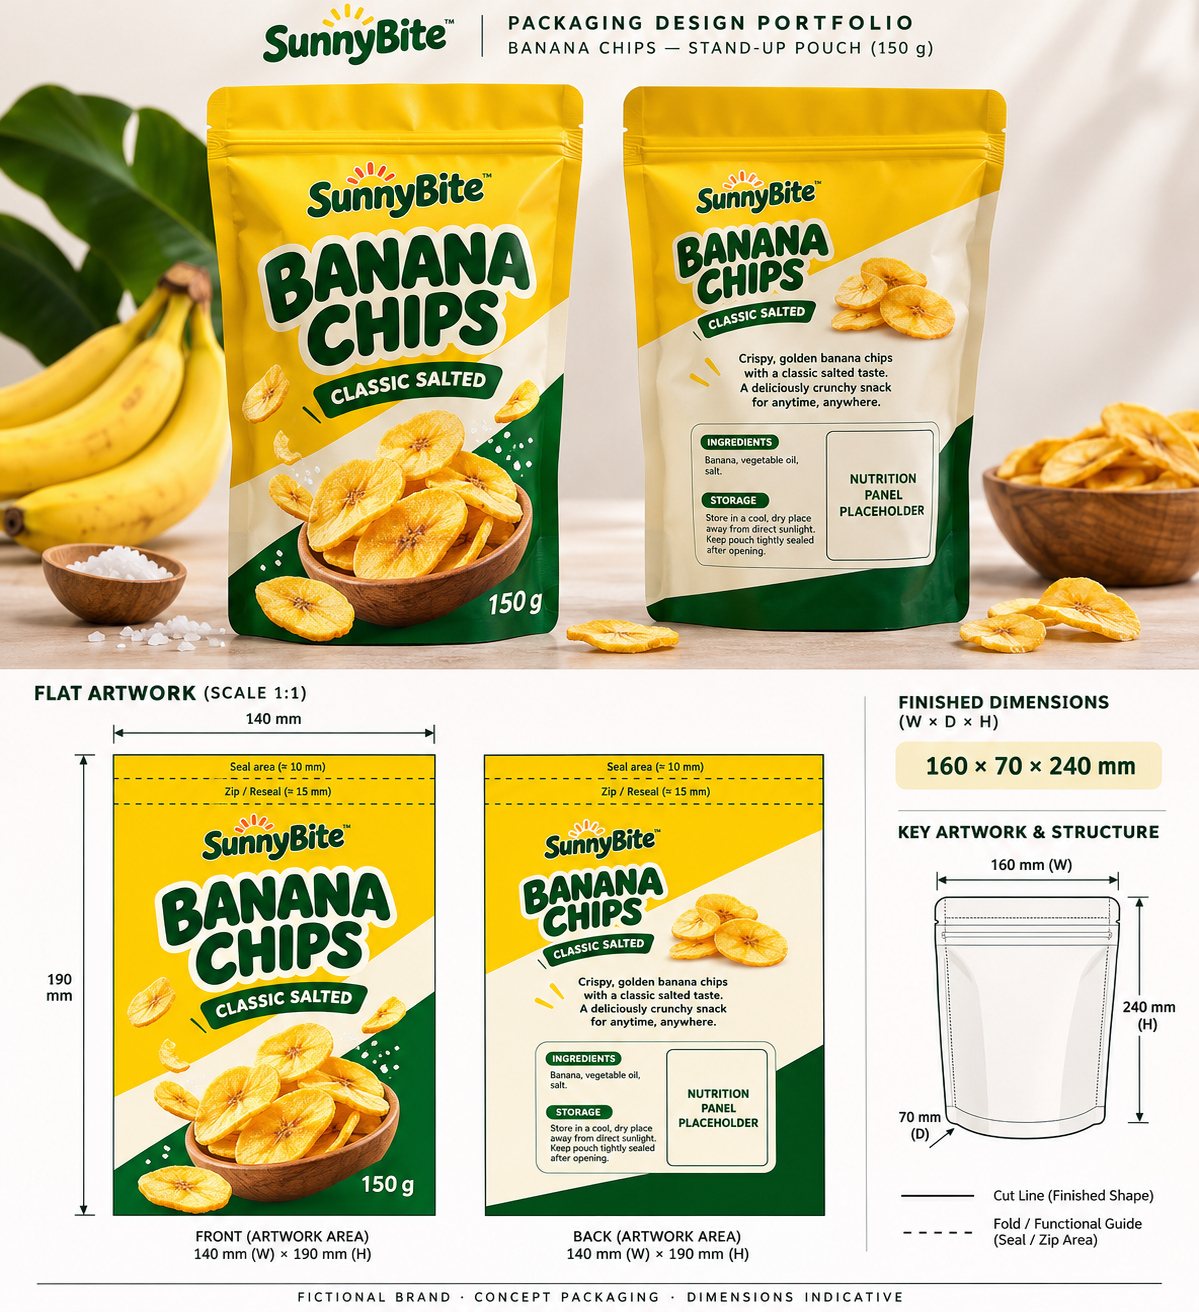 SunnyBite™
PACKAGING DESIGN PORTFOLIO
BANANA CHIPS — STAND-UP POUCH (150 g)
SunnyBite™
BANANA
CHIPS
CLASSIC SALTED
150 g
SunnyBite™
BANANA
CHIPS
CLASSIC SALTED
Crispy, golden banana chips
with a classic salted taste.
A deliciously crunchy snack
for anytime, anywhere.
INGREDIENTS
Banana, vegetable oil,
salt.
STORAGE
Store in a cool, dry place
away from direct sunlight.
Keep pouch tightly sealed
after opening.
NUTRITION
PANEL
PLACEHOLDER
FLAT ARTWORK (SCALE 1:1)
140 mm
190
mm
Seal area (≈ 10 mm)
Zip / Reseal (≈ 15 mm)
SunnyBite™
BANANA
CHIPS
CLASSIC SALTED
150 g
FRONT (ARTWORK AREA)
140 mm (W) × 190 mm (H)
Seal area (≈ 10 mm)
Zip / Reseal (≈ 15 mm)
SunnyBite™
BANANA
CHIPS
CLASSIC SALTED
Crispy, golden banana chips
with a classic salted taste.
A deliciously crunchy snack
for anytime, anywhere.
INGREDIENTS
Banana, vegetable oil,
salt.
STORAGE
Store in a cool, dry place
away from direct sunlight.
Keep pouch tightly sealed
after opening.
NUTRITION
PANEL
PLACEHOLDER
BACK (ARTWORK AREA)
140 mm (W) × 190 mm (H)
FINISHED DIMENSIONS
(W × D × H)
160 × 70 × 240 mm
KEY ARTWORK & STRUCTURE
160 mm (W)
240 mm
(H)
70 mm
(D)
Cut Line (Finished Shape)
Fold / Functional Guide
(Seal / Zip Area)
FICTIONAL BRAND · CONCEPT PACKAGING · DIMENSIONS INDICATIVE